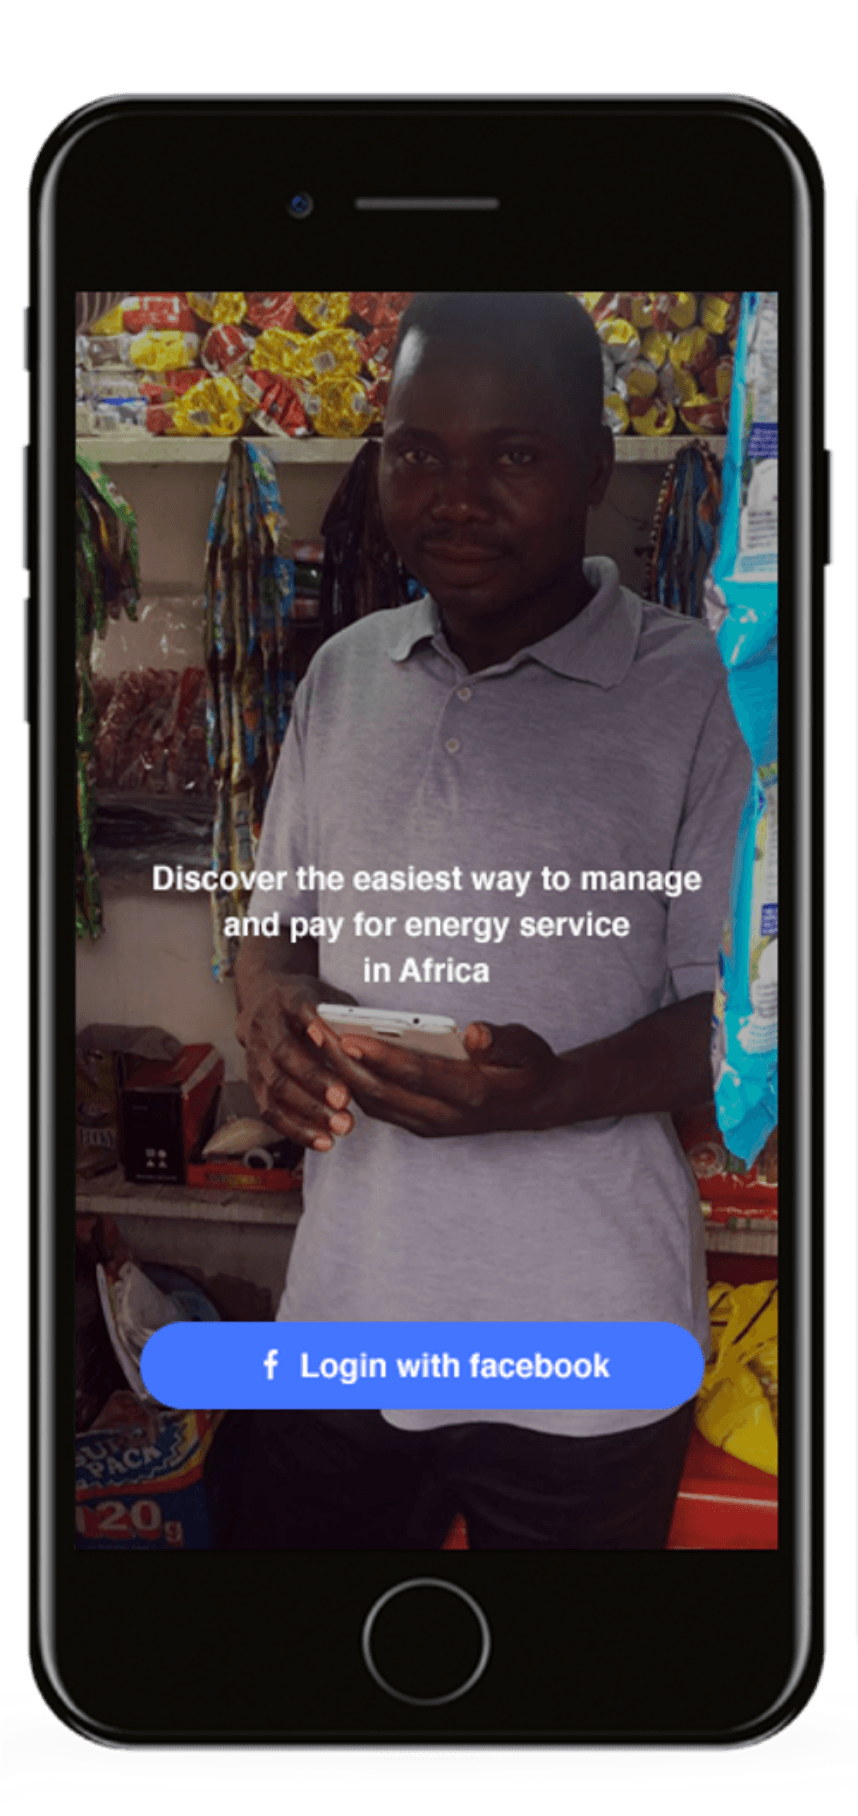 Discover the easiest way to manage
and pay for energy service
in Africa
f Login with facebook
PACK
120g